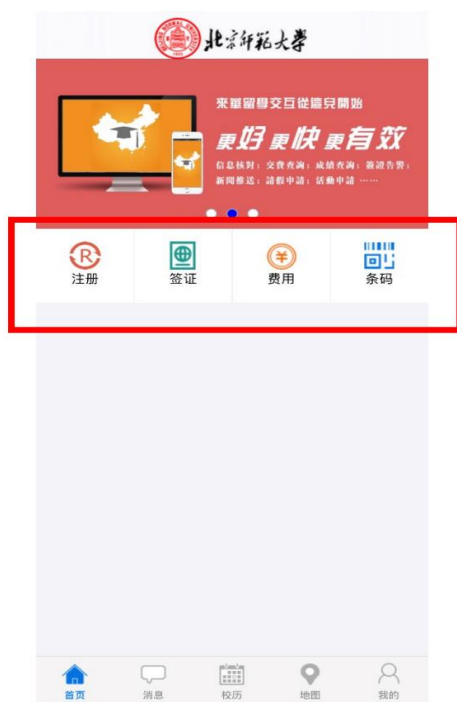 北京师范大学
來華留學交互從這兒開始
更好 更快 更有效
信息核對；交費查詢；成績查詢；簽證告警；
新聞推送；請假申請；活動申請 ……
注册
签证
费用
条码
首页
消息
校历
地图
我的